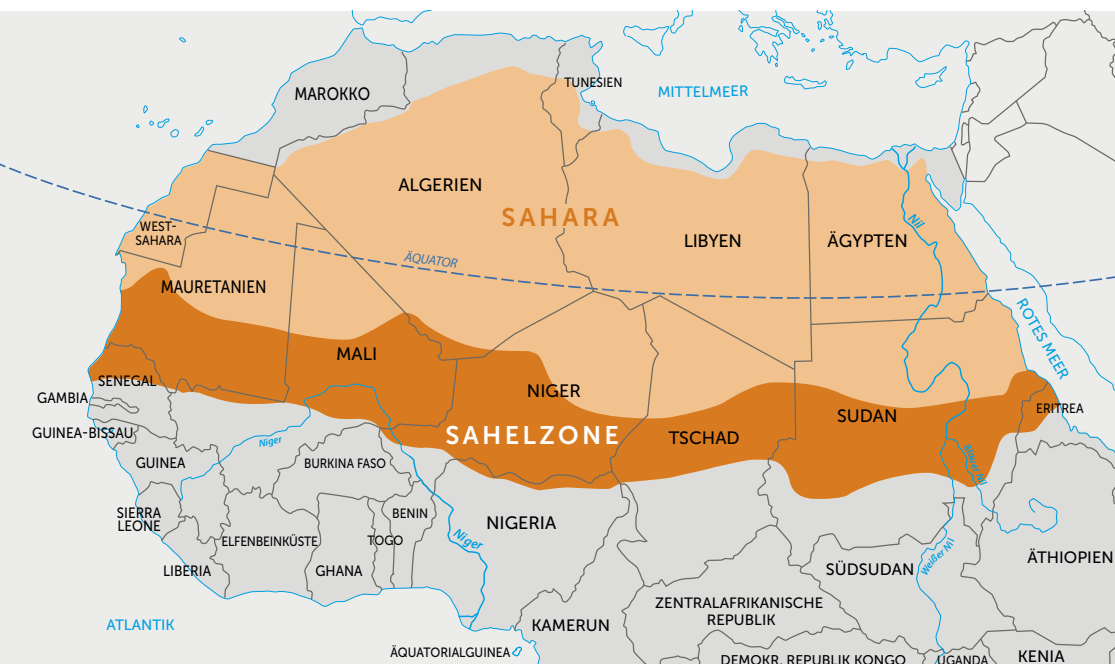 MAROKKO
TUNESIEN
MITTELMEER
ALGERIEN
SAHARA
WEST-
SAHARA
LIBYEN
ÄGYPTEN
Nil
ÄQUATOR
MAURETANIEN
ROTES MEER
MALI
SENEGAL
NIGER
GAMBIA
SUDAN
ERITREA
GUINEA-BISSAU
SAHELZONE
TSCHAD
Niger
GUINEA
BURKINA FASO
Blauer Nil
SIERRA
LEONE
BENIN
NIGERIA
ELFENBEINKÜSTE
TOGO
Niger
LIBERIA
GHANA
SÜDSUDAN
Weißer Nil
ÄTHIOPIEN
ZENTRALAFRIKANISCHE
REPUBLIK
ATLANTIK
KAMERUN
ÄQUATORIALGUINEA
DEMOKR. REPUBLIK KONGO
UGANDA
KENIA